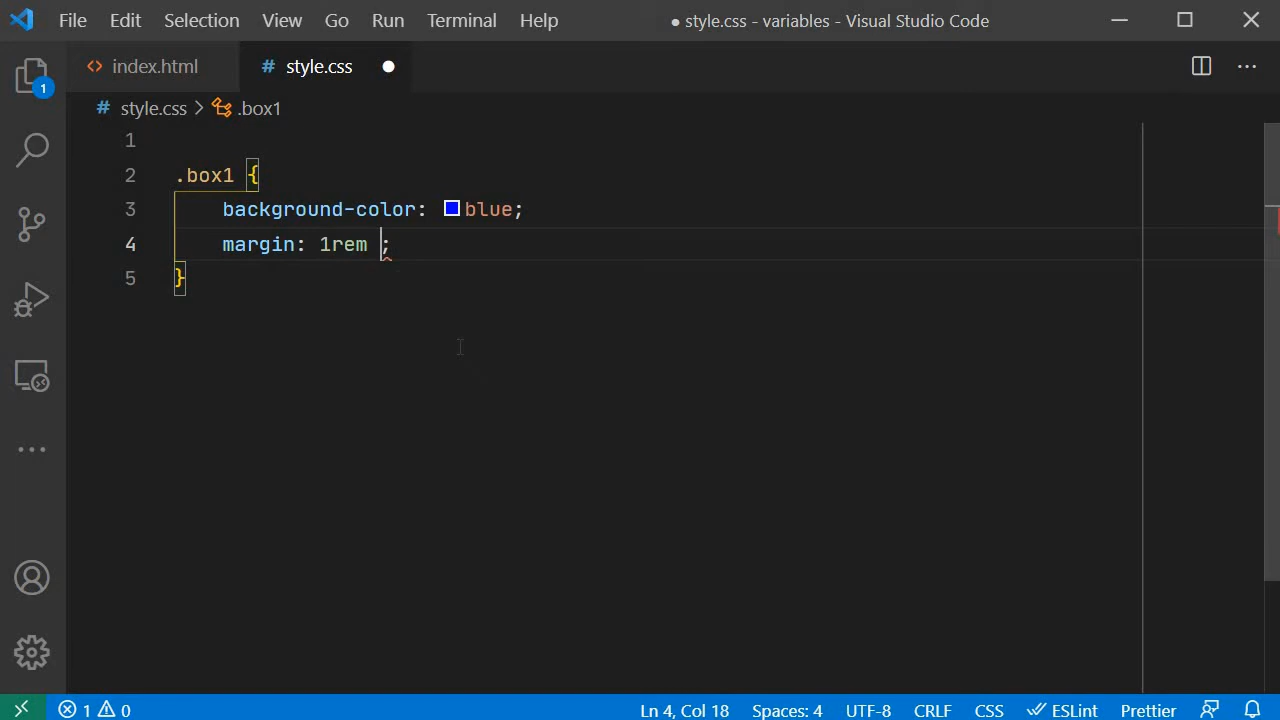 File Edit Selection View Go Run Terminal Help ● style.css - variables - Visual Studio Code
<> index.html # style.css ●
# style.css > .box1
1
2 .box1 {
3 background-color: blue;
4 margin: 1rem ;
5 }
1
1 0 Ln 4, Col 18 Spaces: 4 UTF-8 CRLF CSS ESLint Prettier